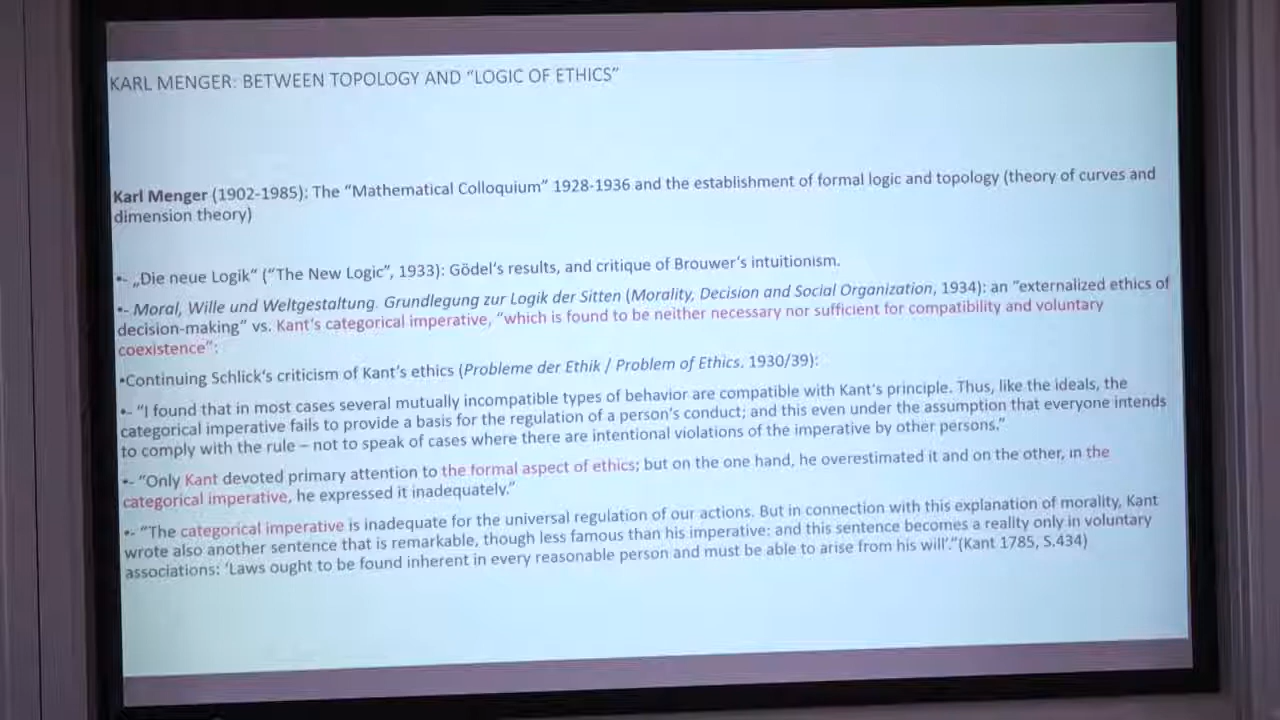 KARL MENGER: BETWEEN TOPOLOGY AND “LOGIC OF ETHICS”
Karl Menger (1902-1985): The “Mathematical Colloquium” 1928-1936 and the establishment of formal logic and topology (theory of curves and
dimension theory)
•- „Die neue Logik“ (“The New Logic”, 1933): Gödel‘s results, and critique of Brouwer‘s intuitionism.
•- Moral, Wille und Weltgestaltung. Grundlegung zur Logik der Sitten (Morality, Decision and Social Organization, 1934): an “externalized ethics of
decision-making” vs. Kant‘s categorical imperative, “which is found to be neither necessary nor sufficient for compatibility and voluntary
coexistence”:
•Continuing Schlick‘s criticism of Kant‘s ethics (Probleme der Ethik / Problem of Ethics. 1930/39):
•- “I found that in most cases several mutually incompatible types of behavior are compatible with Kant’s principle. Thus, like the ideals, the
categorical imperative fails to provide a basis for the regulation of a person’s conduct; and this even under the assumption that everyone intends
to comply with the rule – not to speak of cases where there are intentional violations of the imperative by other persons.”
•- “Only Kant devoted primary attention to the formal aspect of ethics; but on the one hand, he overestimated it and on the other, in the
categorical imperative, he expressed it inadequately.”
•- “The categorical imperative is inadequate for the universal regulation of our actions. But in connection with this explanation of morality, Kant
wrote also another sentence that is remarkable, though less famous than his imperative: and this sentence becomes a reality only in voluntary
associations: ‘Laws ought to be found inherent in every reasonable person and must be able to arise from his will’.”(Kant 1785, S.434)